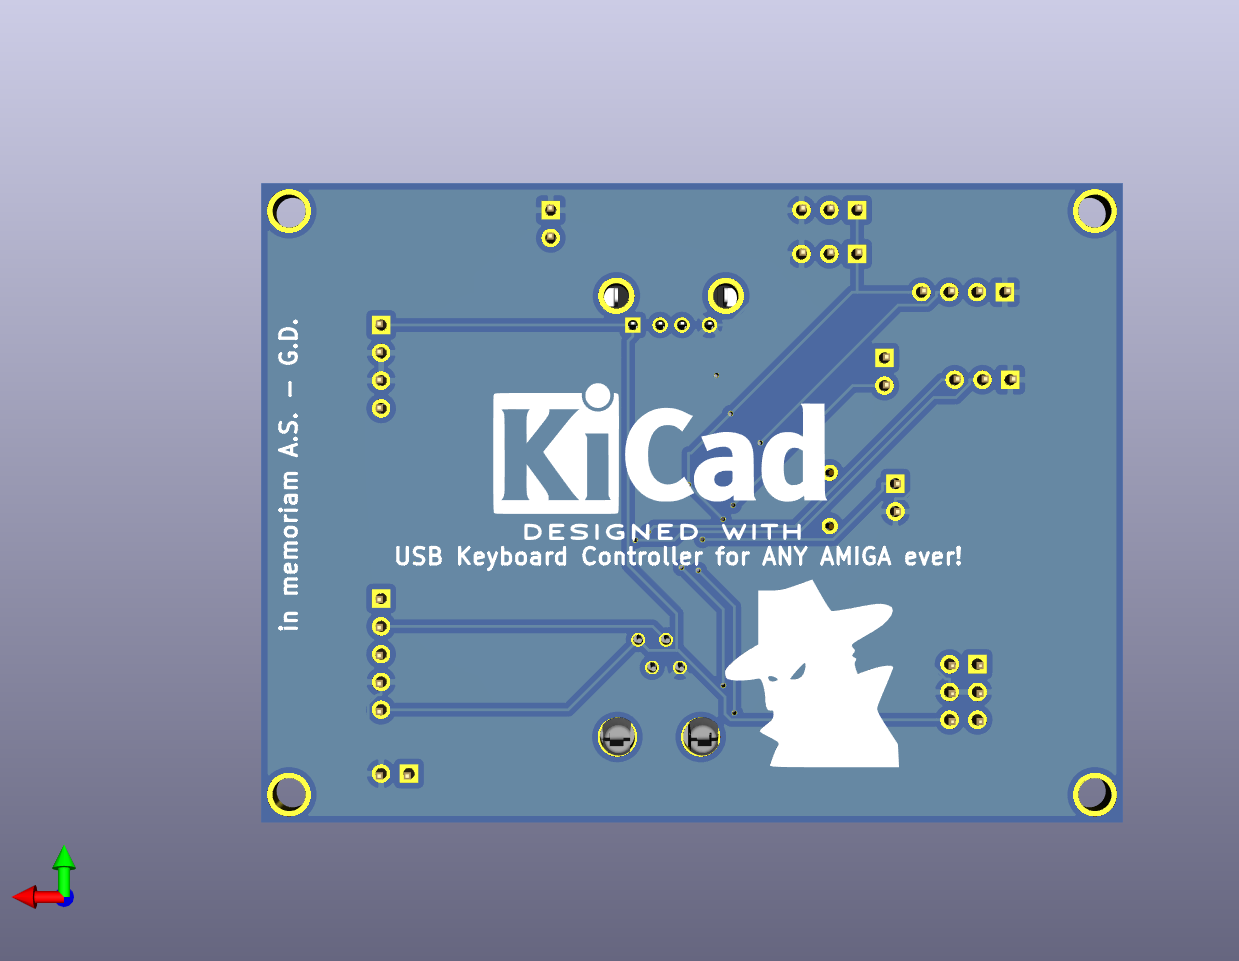 KiCad
DESIGNED WITH
USB Keyboard Controller for ANY AMIGA ever!
in memoriam A.S. – G.D.